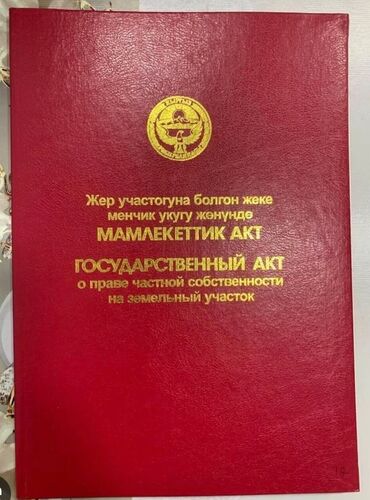 Жер участогуна болгон жеке
менчик укугу жөнүндө
МАМЛЕКЕТТИК АКТ
ГОСУДАРСТВЕННЫЙ АКТ
о праве частной собственности
на земельный участок